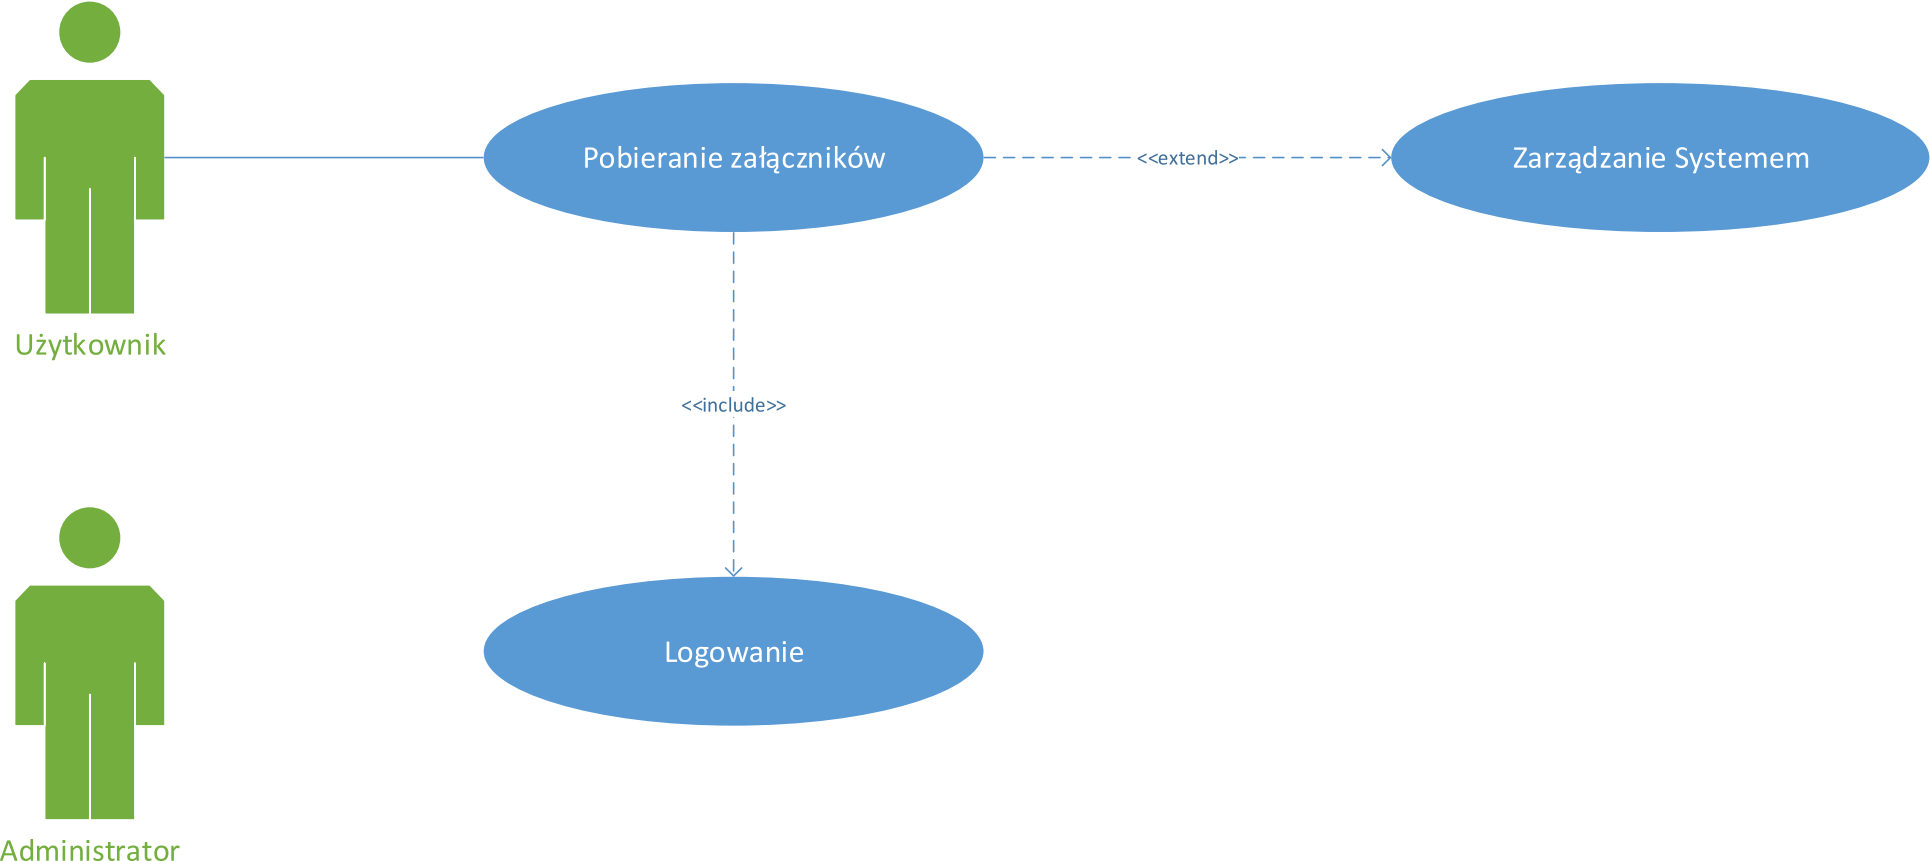 Pobieranie załączników
<<extend>>
Zarządzanie Systemem
Użytkownik
<<include>>
Logowanie
Administrator